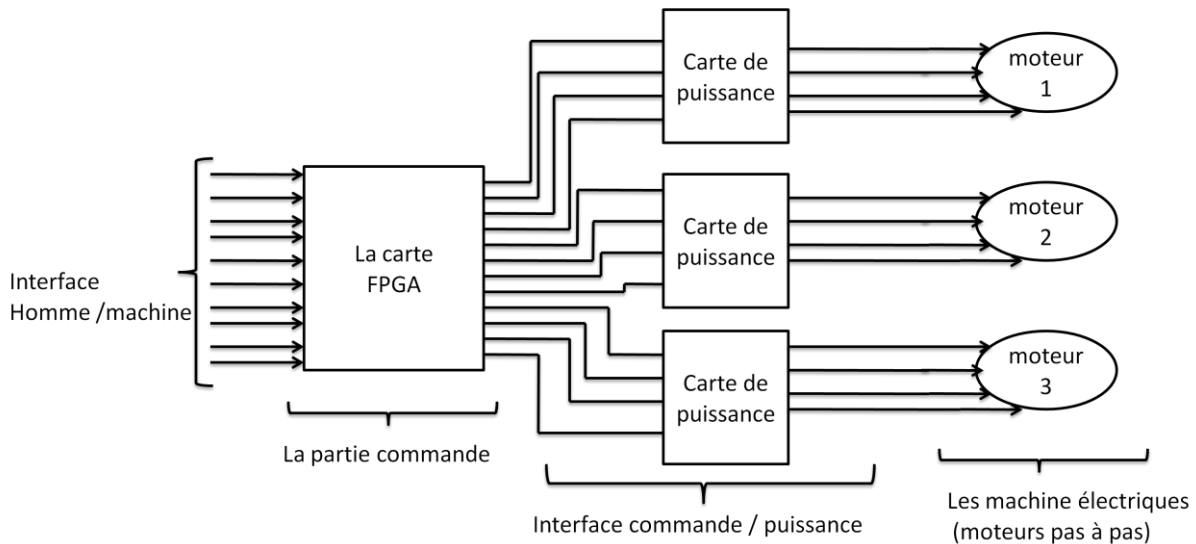 Carte de
puissance
moteur
1
Interface
Homme /machine
La carte
FPGA
Carte de
puissance
moteur
2
Carte de
puissance
moteur
3
La partie commande
Interface commande / puissance
Les machine électriques
(moteurs pas à pas)